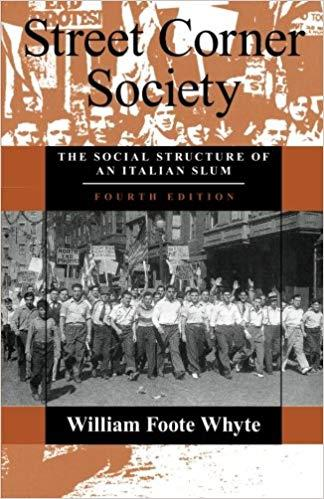 Street Corner
Society
THE SOCIAL STRUCTURE OF
AN ITALIAN SLUM
FOURTH EDITION
William Foote Whyte